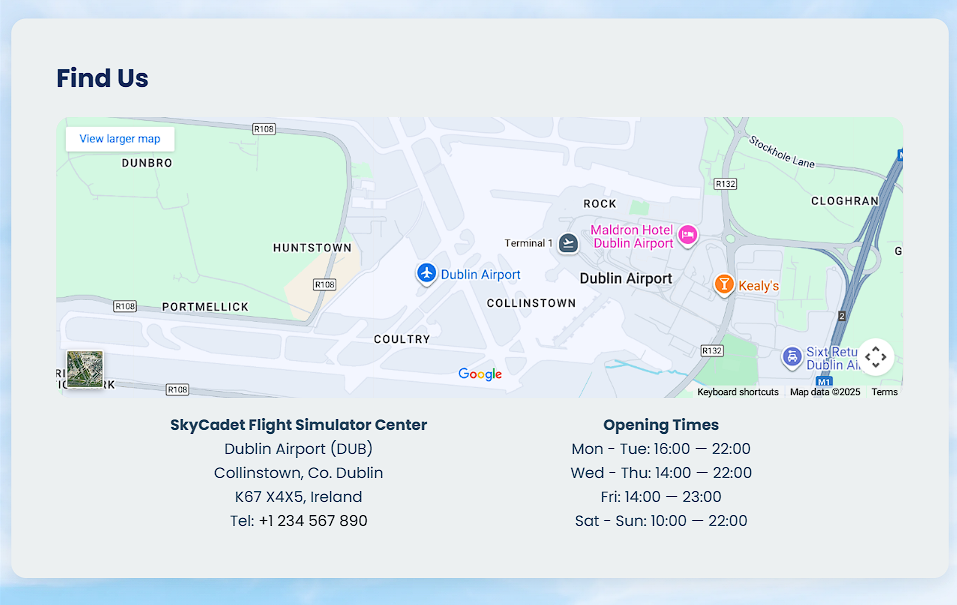 Find Us
View larger map
R108
DUNBRO
Stockhole Lane
R132
CLOGHRAN
ROCK
Maldron Hotel
Dublin Airport
Terminal 1
HUNTSTOWN
Dublin Airport
Dublin Airport
R108
Kealy's
COLLINSTOWN
R108
PORTMELLICK
2
COULTRY
R132
Sixt Retu
Dublin Ai
Google
M1
R108
Keyboard shortcuts
Map data ©2025
Terms
SkyCadet Flight Simulator Center
Dublin Airport (DUB)
Collinstown, Co. Dublin
K67 X4X5, Ireland
Tel: +1 234 567 890
Opening Times
Mon - Tue: 16:00 — 22:00
Wed - Thu: 14:00 — 22:00
Fri: 14:00 — 23:00
Sat - Sun: 10:00 — 22:00